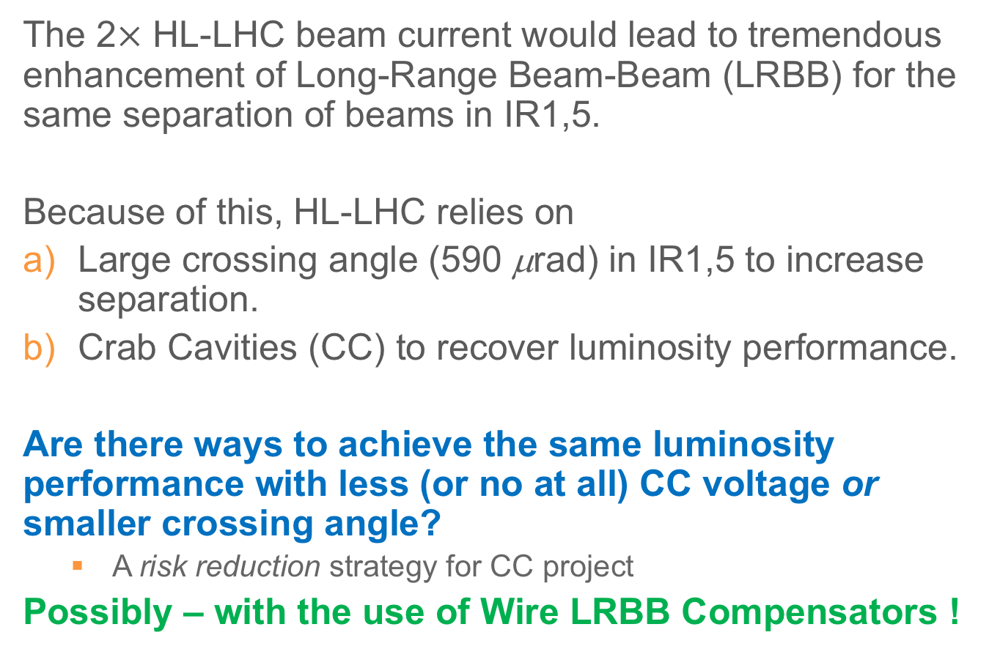 The 2× HL-LHC beam current would lead to tremendous
enhancement of Long-Range Beam-Beam (LRBB) for the
same separation of beams in IR1,5.
Because of this, HL-LHC relies on
a) Large crossing angle (590 μrad) in IR1,5 to increase
separation.
b) Crab Cavities (CC) to recover luminosity performance.
Are there ways to achieve the same luminosity
performance with less (or no at all) CC voltage or
smaller crossing angle?
▪ A risk reduction strategy for CC project
Possibly – with the use of Wire LRBB Compensators !